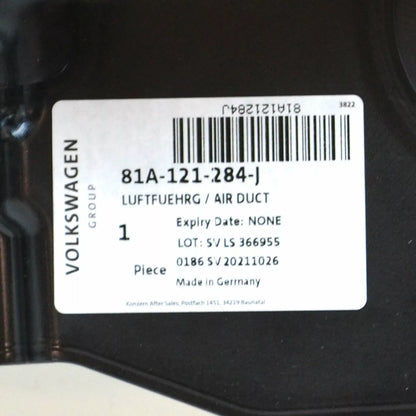 3822
81A121284J
VOLKSWAGEN
GROUP
81A-121-284-J
LUFTFUEHRG / AIR DUCT
1
Piece
Expiry Date: NONE
LOT: SV LS 366955
0186 SV 20211026
Made in Germany
Konzern After Sales, Postfach 1451, 34219 Baunatal